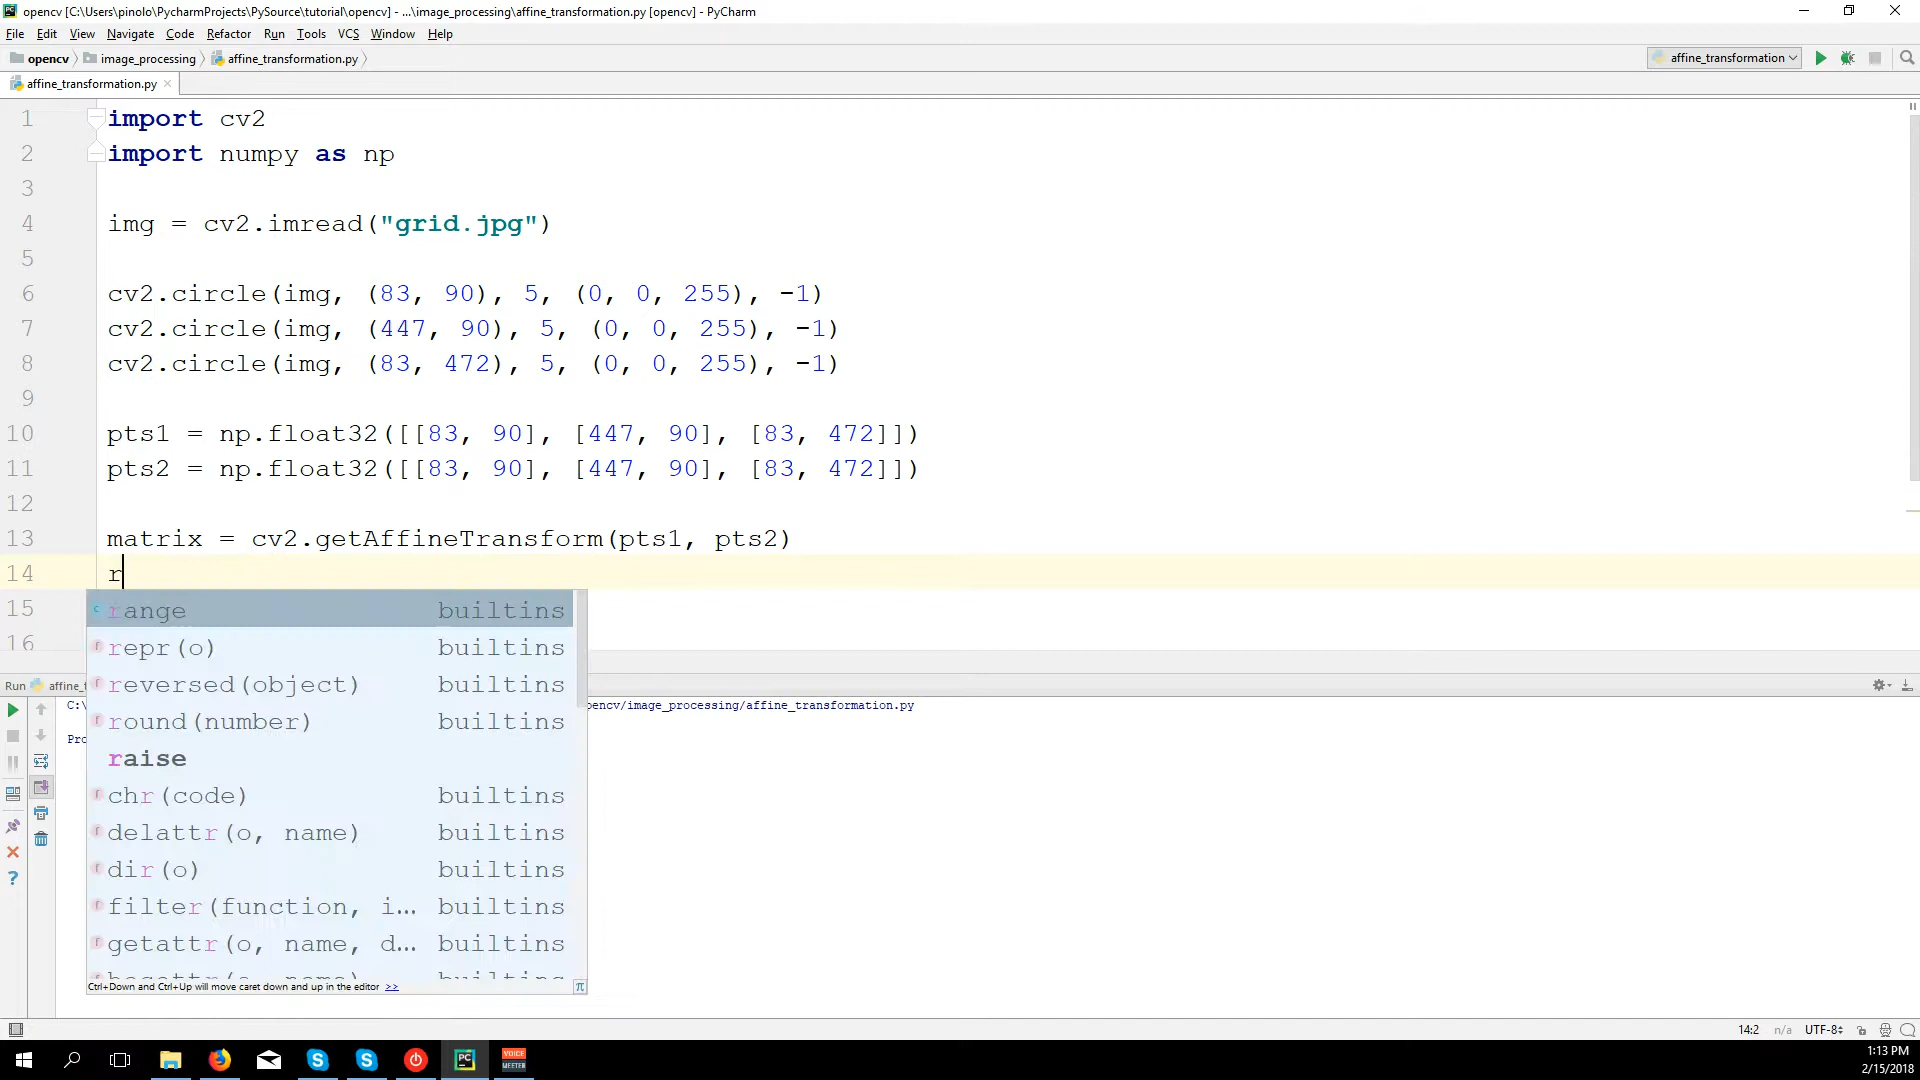 opencv [C:\Users\pinolo\PycharmProjects\PySource\tutorial\opencv] - ...\image_processing\affine_transformation.py [opencv] - PyCharm
File Edit View Navigate Code Refactor Run Tools VCS Window Help
opencv image_processing affine_transformation.py affine_transformation
affine_transformation.py
1 import cv2
2 import numpy as np
3
4 img = cv2.imread("grid.jpg")
5
6 cv2.circle(img, (83, 90), 5, (0, 0, 255), -1)
7 cv2.circle(img, (447, 90), 5, (0, 0, 255), -1)
8 cv2.circle(img, (83, 472), 5, (0, 0, 255), -1)
9
10 pts1 = np.float32([[83, 90], [447, 90], [83, 472]])
11 pts2 = np.float32([[83, 90], [447, 90], [83, 472]])
12
13 matrix = cv2.getAffineTransform(pts1, pts2)
14 r
15
16
range builtins
repr(o) builtins
reversed(object) builtins
round(number) builtins
raise
chr(code) builtins
delattr(o, name) builtins
dir(o) builtins
filter(function, i... builtins
getattr(o, name, d... builtins
Ctrl+Down and Ctrl+Up will move caret down and up in the editor >>
π
Run affine_t
C:\ pencv/image_processing/affine_transformation.py
Pro
14:2 n/a UTF-8
PC
VOICE MEETER
1:13 PM
2/15/2018